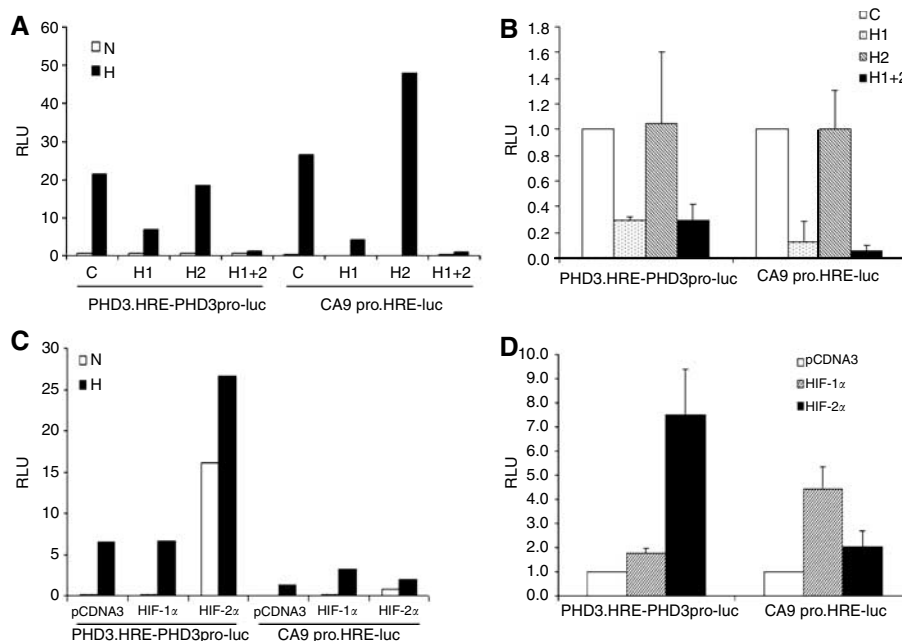 A
60
50
40
30
20
10
0
RLU
N
H
C H1 H2 H1+2 C H1 H2 H1+2
PHD3.HRE-PHD3pro-luc CA9 pro.HRE-luc
B
1.8
1.6
1.4
1.2
1.0
0.8
0.6
0.4
0.2
0.0
RLU
C
H1
H2
H1+2
PHD3.HRE-PHD3pro-luc CA9 pro.HRE-luc
C
30
25
20
15
10
5
0
RLU
N
H
pCDNA3 HIF-1α HIF-2α pCDNA3 HIF-1α HIF-2α
PHD3.HRE-PHD3pro-luc CA9 pro.HRE-luc
D
10.0
9.0
8.0
7.0
6.0
5.0
4.0
3.0
2.0
1.0
0.0
RLU
pCDNA3
HIF-1α
HIF-2α
PHD3.HRE-PHD3pro-luc CA9 pro.HRE-luc